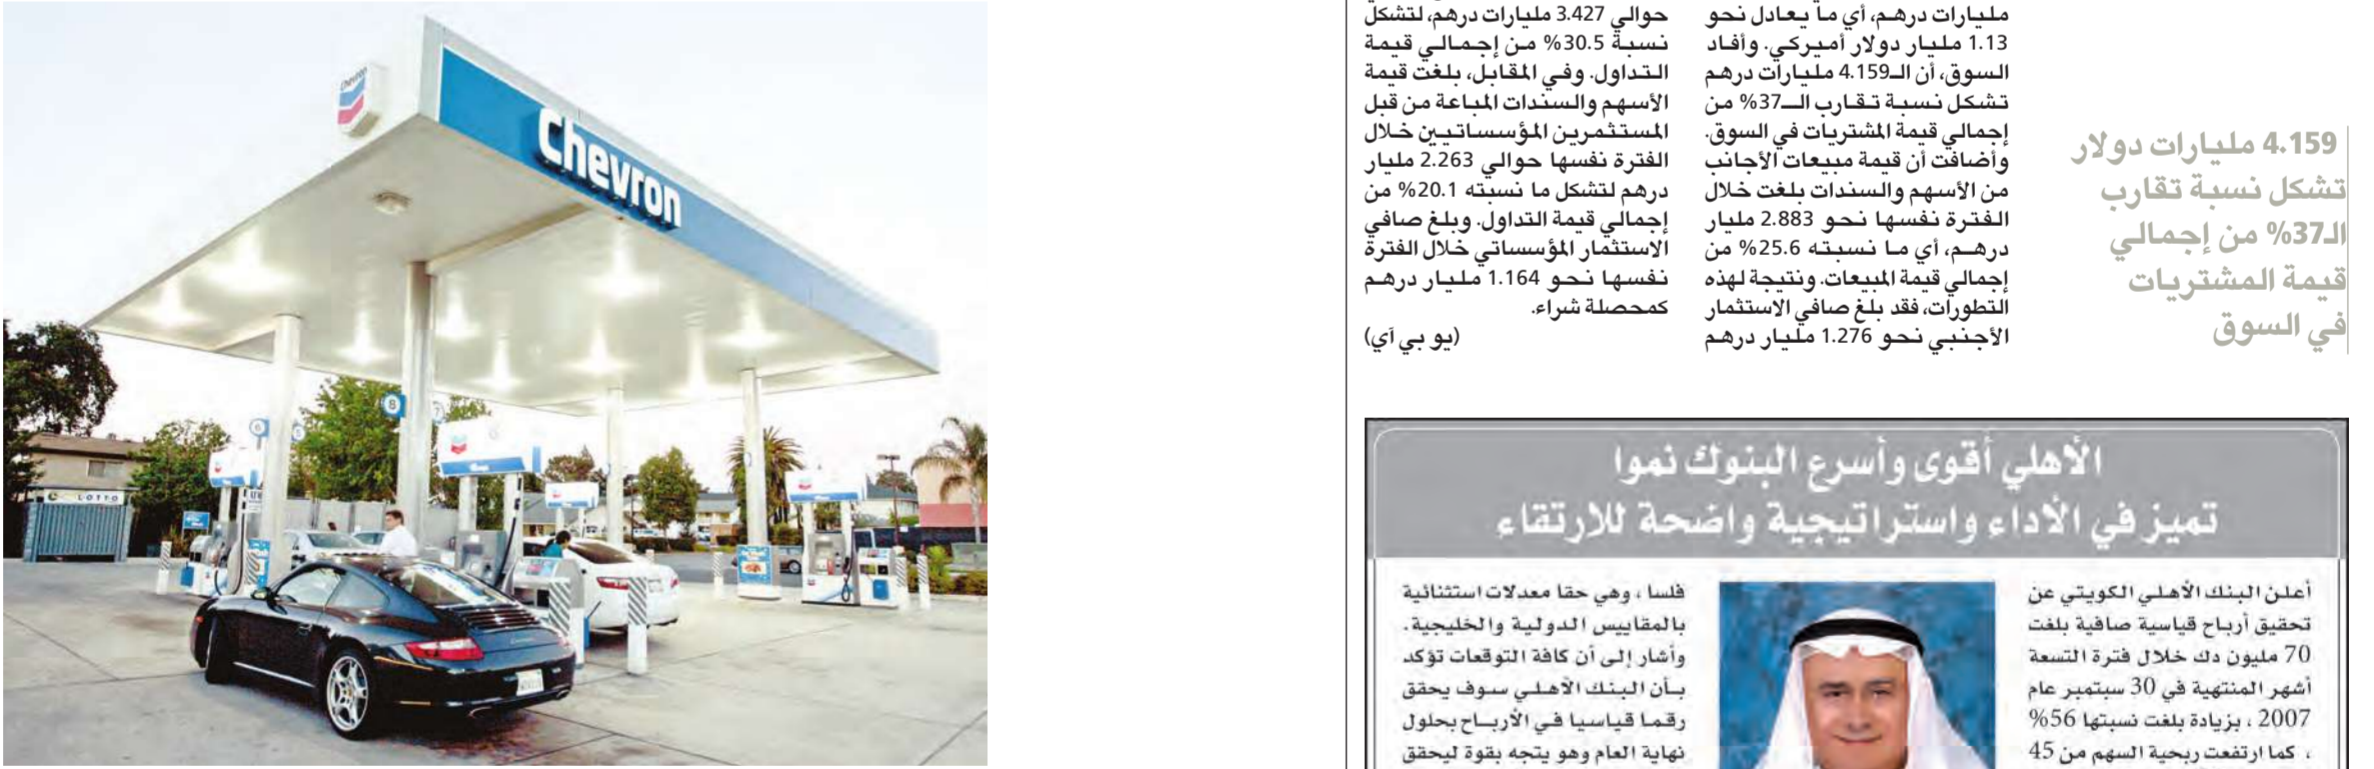 Chevron
Chevron
8
7
6
5
LOTTO
مليارات درهم، أي ما يعادل نحو
1.13 مليار دولار أميركي. وأفاد
السوق، أن الـ4.159 مليارات درهم
تشكل نسبة تقارب الـ37% من
إجمالي قيمة المشتريات في السوق.
وأضافت أن قيمة مبيعات الأجانب
من الأسهم والسندات بلغت خلال
الفترة نفسها نحو 2.883 مليار
درهم، أي ما نسبته 25.6% من
إجمالي قيمة المبيعات. ونتيجة لهذه
التطورات، فقد بلغ صافي الاستثمار
الأجنبي نحو 1.276 مليار درهم
حوالي 3.427 مليارات درهم، لتشكل
نسبة 30.5% من إجمالي قيمة
التداول. وفي المقابل، بلغت قيمة
الأسهم والسندات المباعة من قبل
المستثمرين المؤسساتيين خلال
الفترة نفسها حوالي 2.263 مليار
درهم لتشكل ما نسبته 20.1% من
إجمالي قيمة التداول. وبلغ صافي
الاستثمار المؤسساتي خلال الفترة
نفسها نحو 1.164 مليار درهم
كمحصلة شراء.
(يو بي آي)
4.159 مليارات دولار
تشكل نسبة تقارب
الـ37% من إجمالي
قيمة المشتريات
في السوق
الأهلي أقوى وأسرع البنوك نموا
تميز في الأداء واستراتيجية واضحة للارتقاء
أعلن البنك الأهلي الكويتي عن
تحقيق أرباح قياسية صافية بلغت
70 مليون دك خلال فترة التسعة
أشهر المنتهية في 30 سبتمبر عام
2007 ، بزيادة بلغت نسبتها 56%
، كما ارتفعت ربحية السهم من 45
فلسا ، وهي حقا معدلات استثنائية
بالمقاييس الدولية والخليجية.
وأشار إلى أن كافة التوقعات تؤكد
بأن البنك الأهلي سوف يحقق
رقما قياسيا في الأرباح بحلول
نهاية العام وهو يتجه بقوة ليحقق